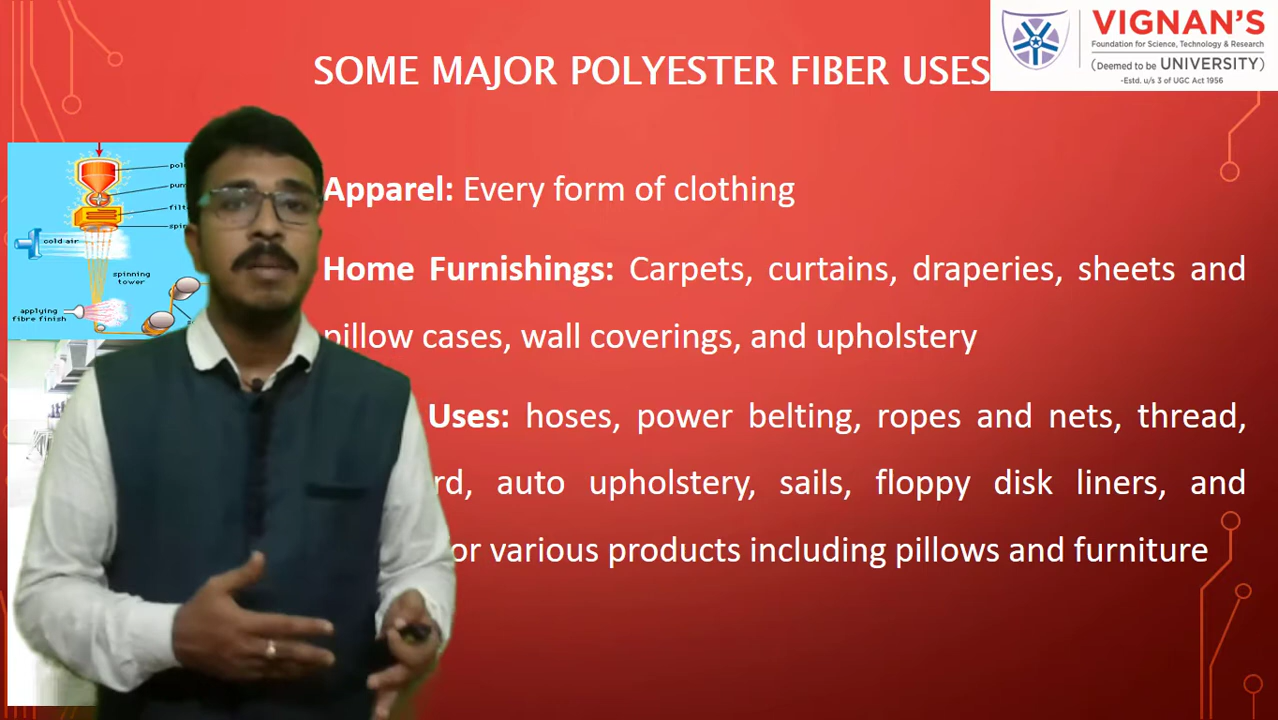 SOME MAJOR POLYESTER FIBER USES
VIGNAN'S
Foundation for Science, Technology & Research
(Deemed to be UNIVERSITY)
-Estd. u/s 3 of UGC Act 1956
cold air
spinning
tower
applying
fibre finish
Apparel: Every form of clothing
Home Furnishings: Carpets, curtains, draperies, sheets and
pillow cases, wall coverings, and upholstery
Uses: hoses, power belting, ropes and nets, thread,
auto upholstery, sails, floppy disk liners, and
or various products including pillows and furniture